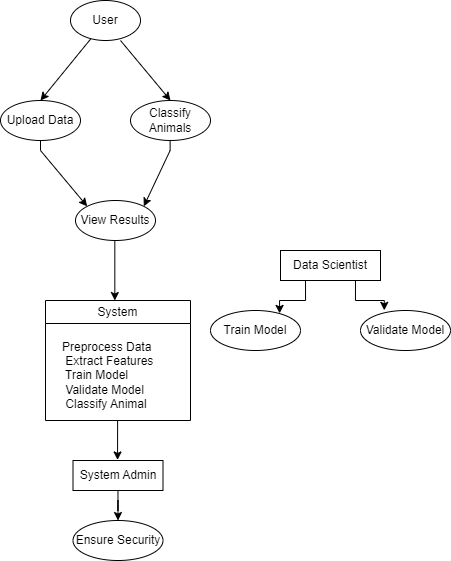 User
Upload Data
Classify
Animals
View Results
System
Preprocess Data
Extract Features
Train Model
Validate Model
Classify Animal
Data Scientist
Train Model
Validate Model
System Admin
Ensure Security